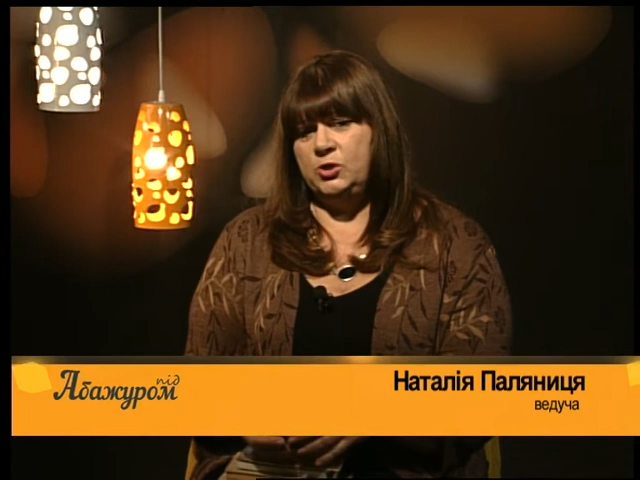 під
Абажуром
Наталія Паляниця
ведуча